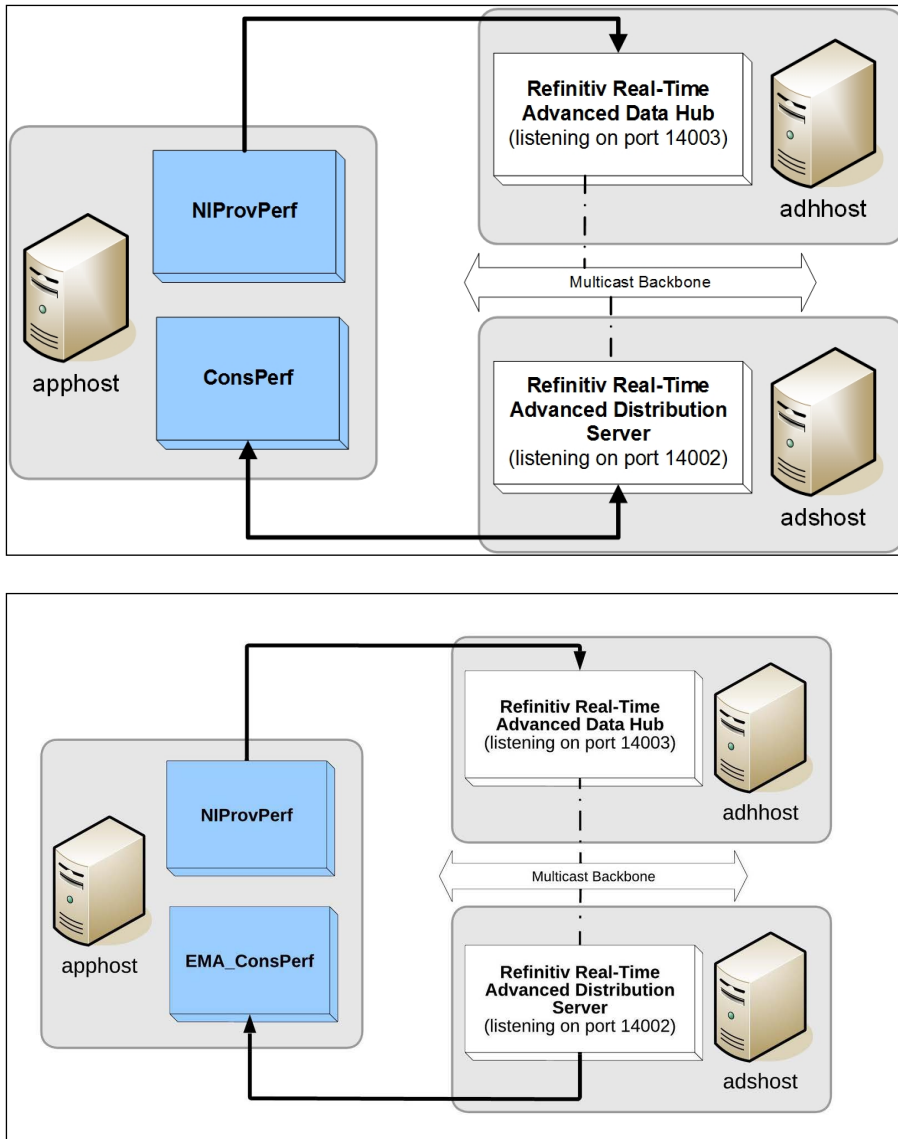 Refinitiv Real-Time
Advanced Data Hub
(listening on port 14003)
adhhost
NIProvPerf
Multicast Backbone
apphost
ConsPerf
Refinitiv Real-Time
Advanced Distribution
Server
(listening on port 14002)
adshost
Refinitiv Real-Time
Advanced Data Hub
(listening on port 14003)
adhhost
NIProvPerf
Multicast Backbone
apphost
EMA_ConsPerf
Refinitiv Real-Time
Advanced Distribution
Server
(listening on port 14002)
adshost